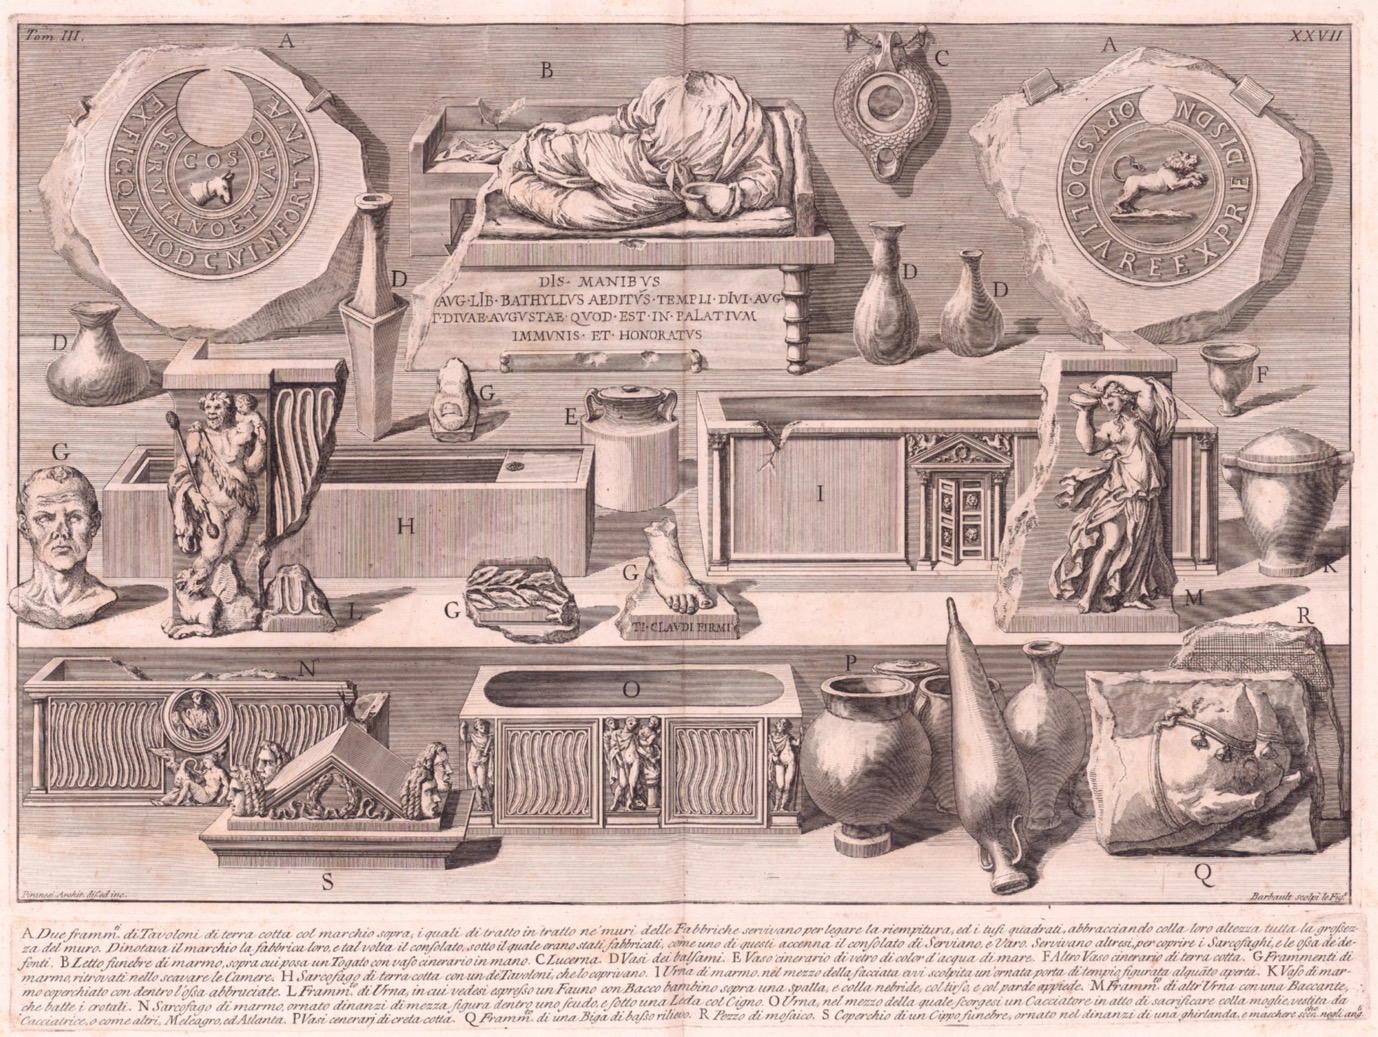 Tom III.
XXVII
A
B
C
A
EX FIC Q A MOD
SERVIANO ET VARO
COS
OPVS DOLIARE EX PRE DIS DN
D
D
D
D
DIS · MANIBVS
AVG · LIB · BATHYLLVS AEDITVS · TEMPLI · DIVI · AVG
T · DIVAE · AVGVSTAE · QVOD · EST · IN · PALATIVM
IMMVNIS · ET · HONORATVS
G
E
F
G
H
I
K
G
G
L
M
TI · CLAVDI FIRMI
N
O
P
R
S
Q
Piranesi Archit. dis. ed inc.
Barbault scolpì le Fig.e
A Due framm.ti di Tavoloni di terra cotta col marchio sopra, i quali di tratto in tratto ne' muri delle Fabbriche servivano per legare la riempitura, ed i tufi quadrati, abbracciando colla loro altezza tutta la grossez-
za del muro. Dinotava il marchio la fabbrica loro, e tal volta il consolato, sotto il quale erano stati fabbricati, come uno di questi accenna il consolato di Serviano, e Varo. Servivano altresì per coprire i Sarcofaghi, e le ossa de de-
fonti. B Letto funebre di marmo, sopra cui posa un Togato con vaso cinerario in mano. C Lucerna. D Vasi dei balsami. E Vaso cinerario di vetro di color d'acqua di mare. F Altro Vaso cinerario di terra cotta. G Frammenti di
marmo, ritrovati nello scavare le Camere. H Sarcofago di terra cotta con un de Tavoloni, che lo coprivano. I Urna di marmo. nel mezzo della facciata evvi scolpita un'ornata porta di tempio, figurata alquãto aperta. K Vaso di mar-
mo coperchiato con dentro l'ossa abbruciate. L Framm.to di Urna, in cui vedesi espresso un Fauno con Bacco bambino sopra una spalla, e colla nebride, col tirso, e col pardo appiede. M Framm.to di altr'Urna con una Baccante,
che batte i crotali. N Sarcofago di marmo, ornato dinanzi di mezza figura dentro uno scudo, e sotto una Leda col Cigno. O Urna, nel mezzo della quale scorgesi un Cacciatore in atto di sacrificare colla moglie, vestita da
Cacciatrice, o come altri, Meleagro, ed Atlanta. P Vasi cenerarj di creta cotta. Q Framm.to di una Biga di basso rilievo. R Pezzo di mosaico. S Coperchio di un Cippo funebre, ornato nel dinanzi di una ghirlanda, e maschere sceniche negli ang.i